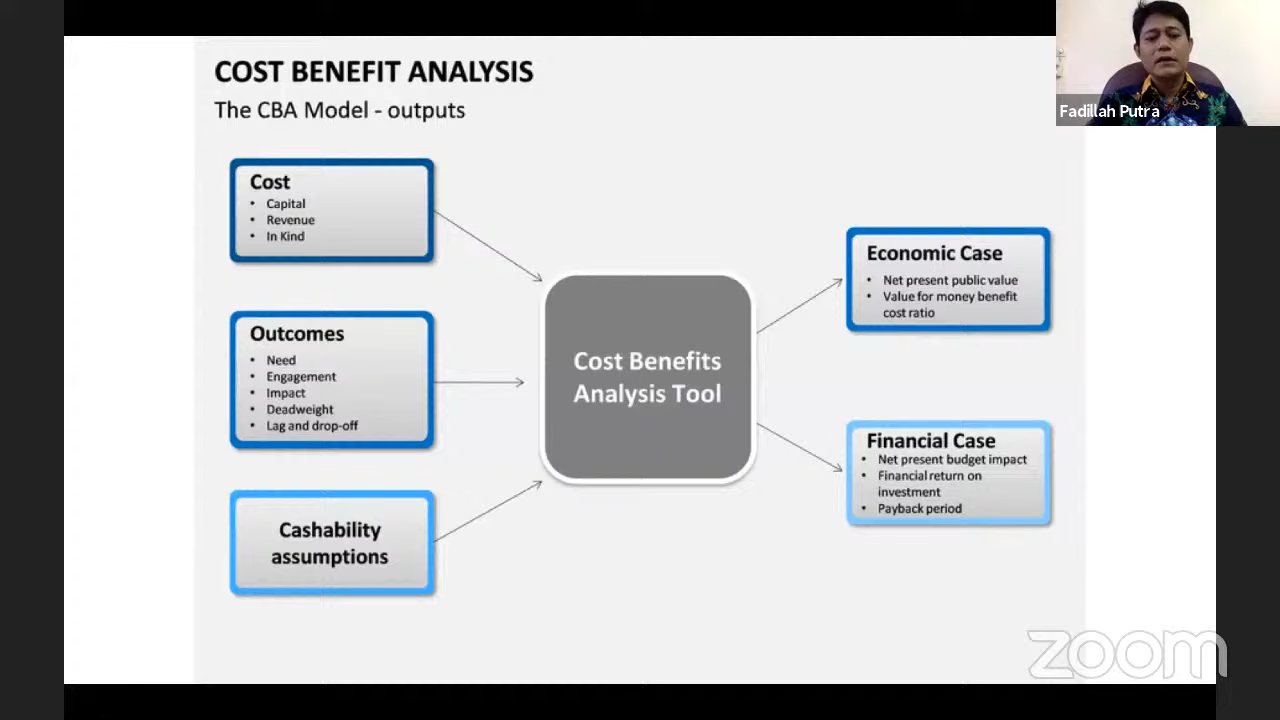 COST BENEFIT ANALYSIS
The CBA Model - outputs
Fadillah Putra
Cost
• Capital
• Revenue
• In Kind
Outcomes
• Need
• Engagement
• Impact
• Deadweight
• Lag and drop-off
Cashability
assumptions
Cost Benefits
Analysis Tool
Economic Case
• Net present public value
• Value for money benefit
cost ratio
Financial Case
• Net present budget impact
• Financial return on
investment
• Payback period
zoom